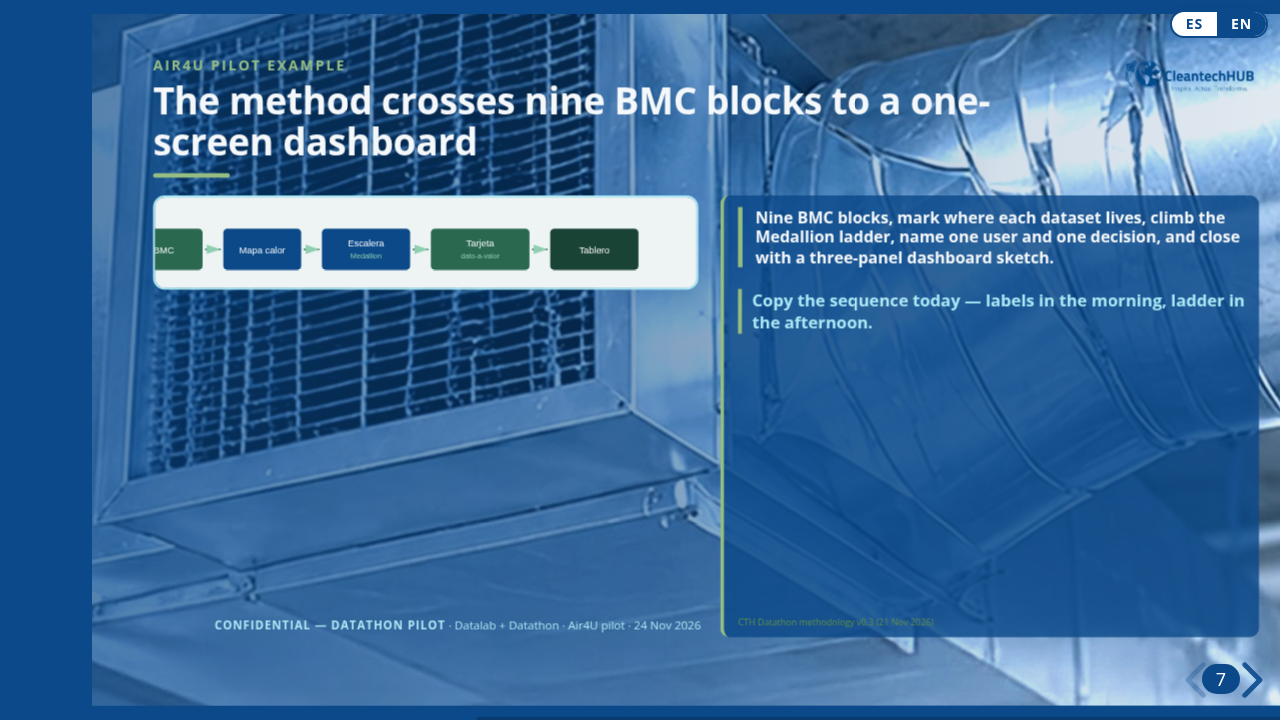 ES EN
AIR4U PILOT EXAMPLE
CleantechHUB
The method crosses nine BMC blocks to a one-
screen dashboard
BMC
Mapa calor
Escalera
Medallion
Tarjeta
dato-a-valor
Tablero
Nine BMC blocks, mark where each dataset lives, climb the
Medallion ladder, name one user and one decision, and close
with a three-panel dashboard sketch.
Copy the sequence today — labels in the morning, ladder in
the afternoon.
CTH Datathon methodology v0.3 (21 Nov 2026)
CONFIDENTIAL — DATATHON PILOT · Datalab + Datathon · Air4U pilot · 24 Nov 2026
7